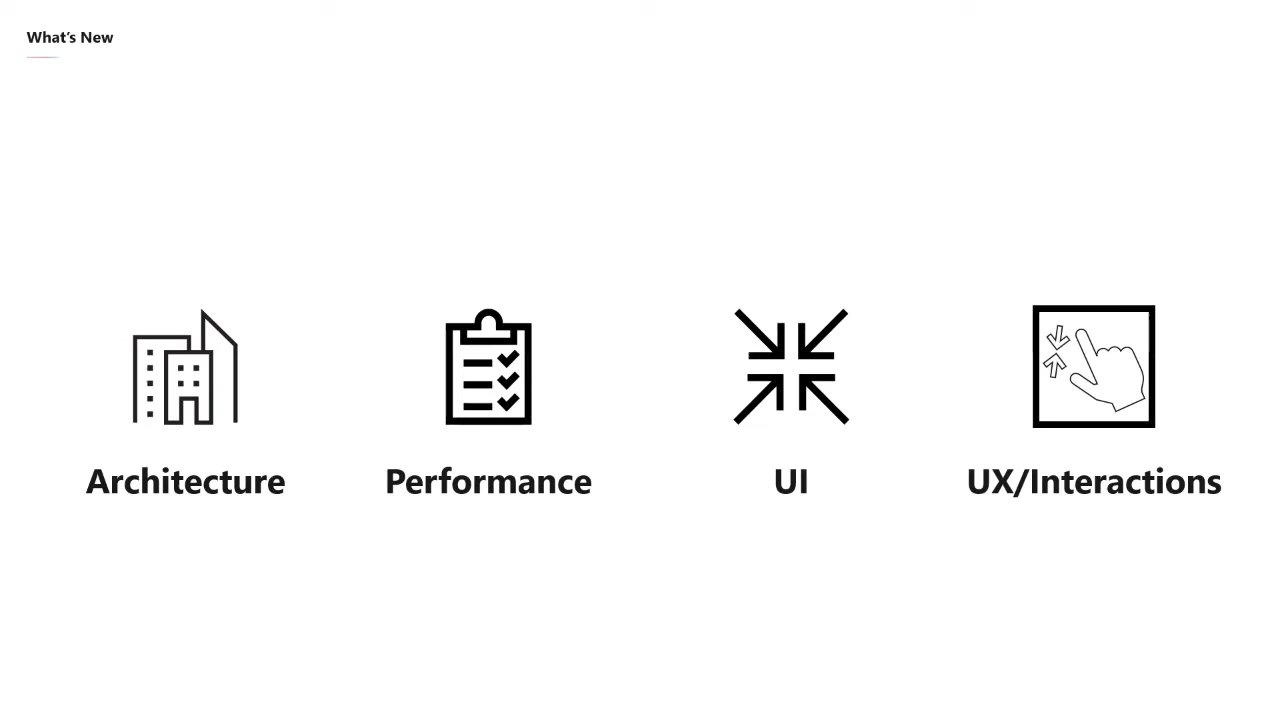 What's New
Architecture
Performance
UI
UX/Interactions